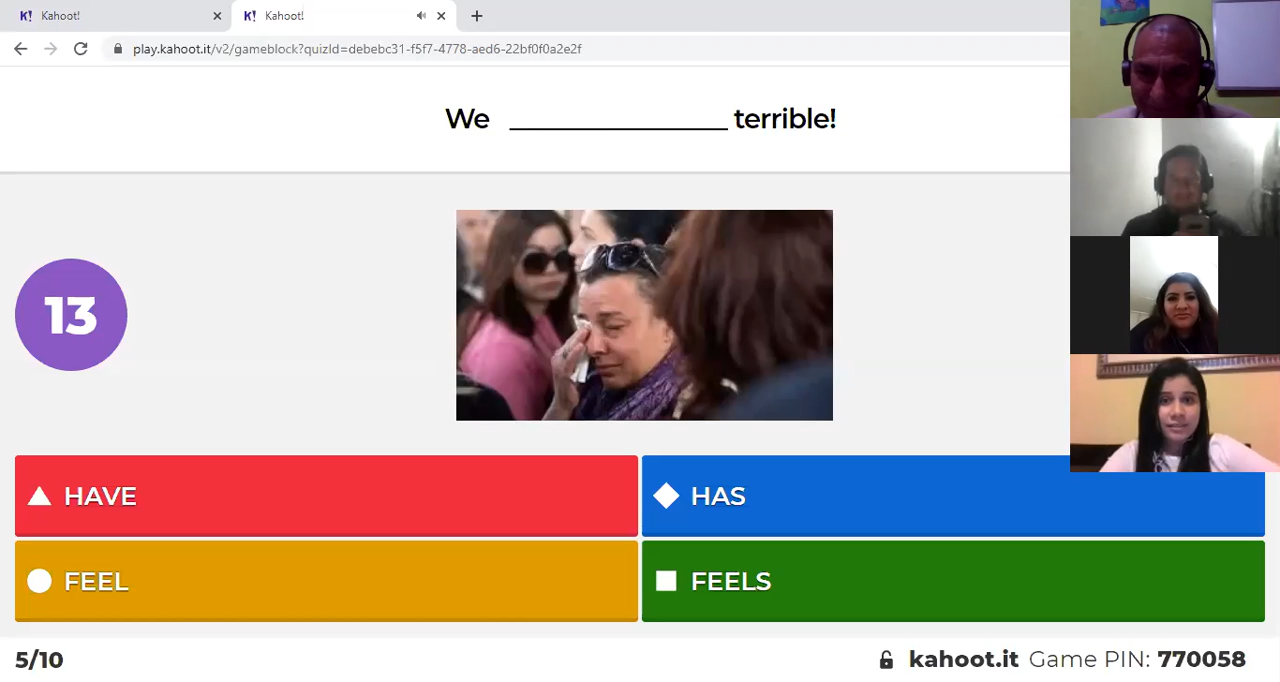 Kahoot!
Kahoot!
play.kahoot.it/v2/gameblock?quizId=debebc31-f5f7-4778-aed6-22bf0f0a2e2f
We ______________ terrible!
13
HAVE
HAS
FEEL
FEELS
5/10
kahoot.it Game PIN: 770058